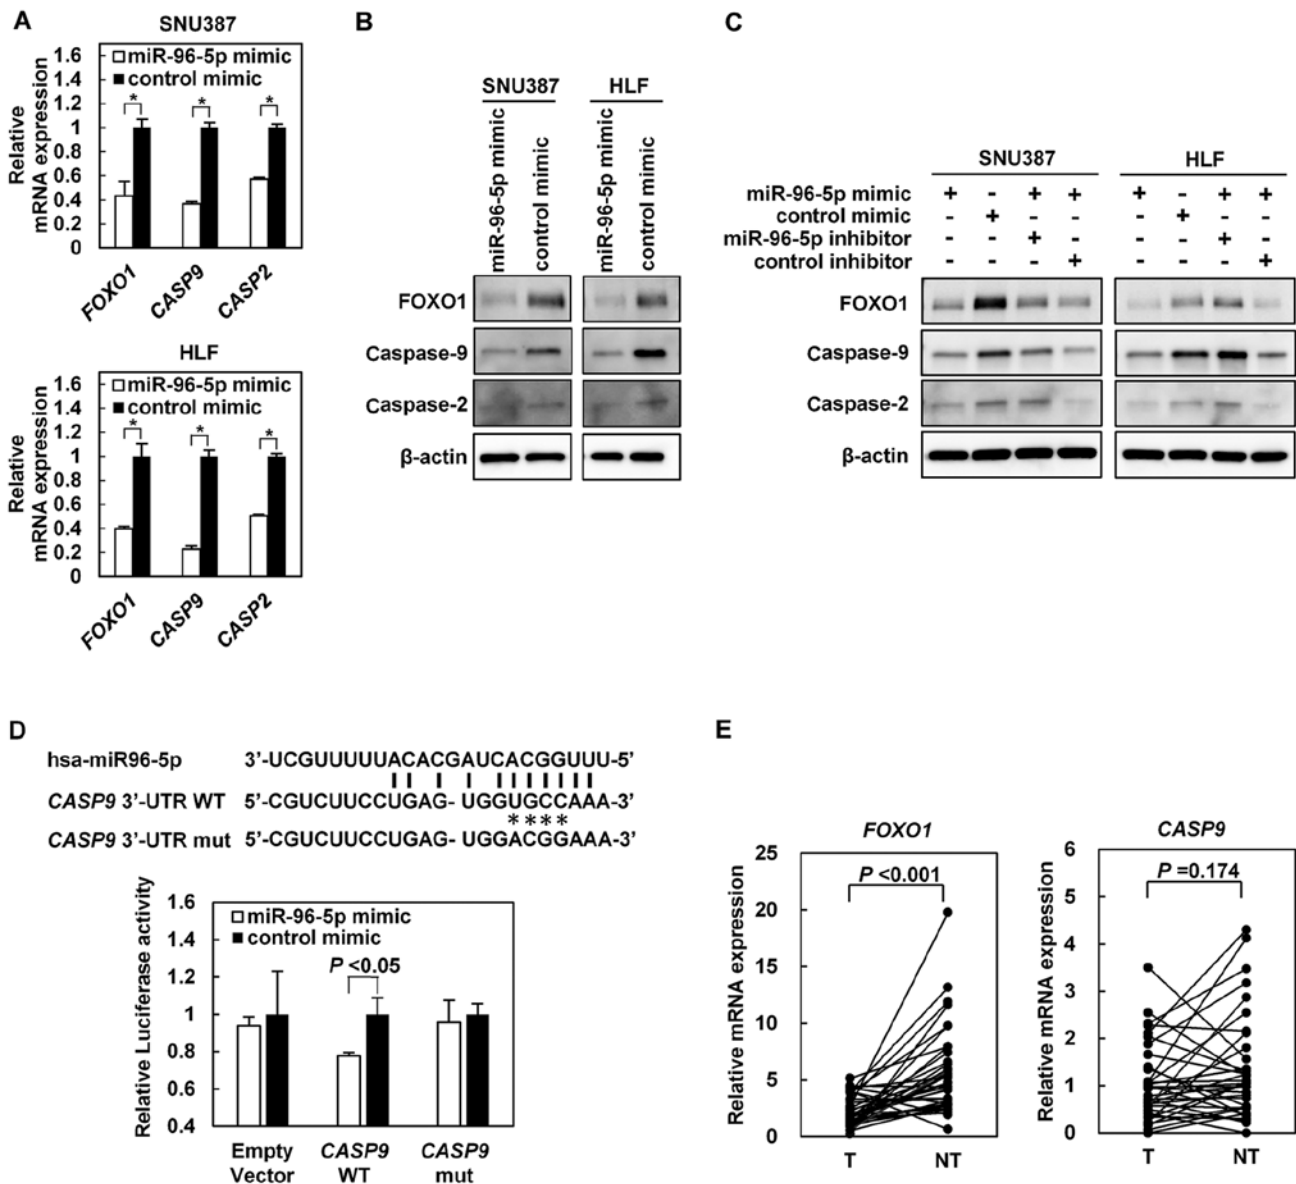 A
SNU387
Relative
mRNA expression
1.6
1.4
1.2
1
0.8
0.6
0.4
0.2
0
miR-96-5p mimic
control mimic
* * *
FOXO1 CASP9 CASP2
HLF
Relative
mRNA expression
1.6
1.4
1.2
1
0.8
0.6
0.4
0.2
0
miR-96-5p mimic
control mimic
* * *
FOXO1 CASP9 CASP2
B
SNU387 HLF
miR-96-5p mimic
control mimic
miR-96-5p mimic
control mimic
FOXO1
Caspase-9
Caspase-2
β-actin
C
SNU387 HLF
miR-96-5p mimic + - + + + - + +
control mimic - + - - - + - -
miR-96-5p inhibitor - - + - - - + -
control inhibitor - - - + - - - +
FOXO1
Caspase-9
Caspase-2
β-actin
D
hsa-miR96-5p 3’-UCGUUUUUACACGAUCACGGUUU-5’
CASP9 3’-UTR WT 5’-CGUCUUCCUGAG- UGGUGCCAAA-3’
****
CASP9 3’-UTR mut 5’-CGUCUUCCUGAG-UGGACGGAAA-3’
Relative Luciferase activity
1.6
1.4
1.2
1
0.8
0.6
0.4
miR-96-5p mimic
control mimic
P <0.05
Empty CASP9 CASP9
Vector WT mut
E
FOXO1
Relative mRNA expression
25
20
15
10
5
0
P <0.001
T NT
CASP9
Relative mRNA expression
6
5
4
3
2
1
0
P =0.174
T NT